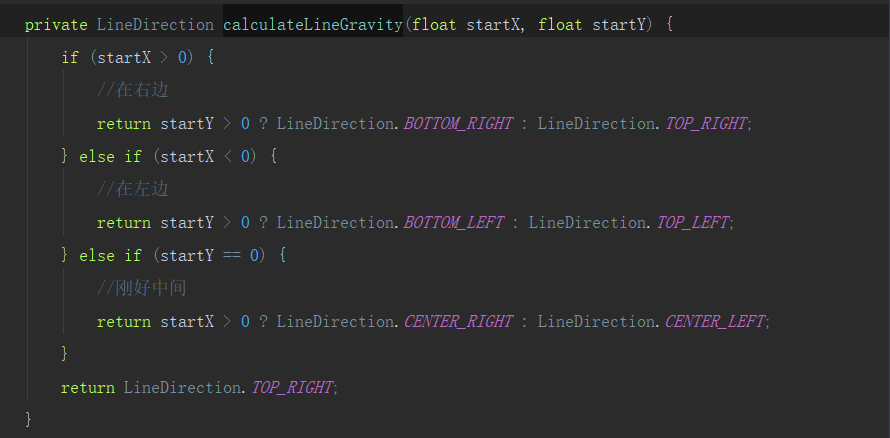 private LineDirection calculateLineGravity(float startX, float startY) {
if (startX > 0) {
//在右边
return startY > 0 ? LineDirection.BOTTOM_RIGHT : LineDirection.TOP_RIGHT;
} else if (startX < 0) {
//在左边
return startY > 0 ? LineDirection.BOTTOM_LEFT : LineDirection.TOP_LEFT;
} else if (startY == 0) {
//刚好中间
return startX > 0 ? LineDirection.CENTER_RIGHT : LineDirection.CENTER_LEFT;
}
return LineDirection.TOP_RIGHT;
}